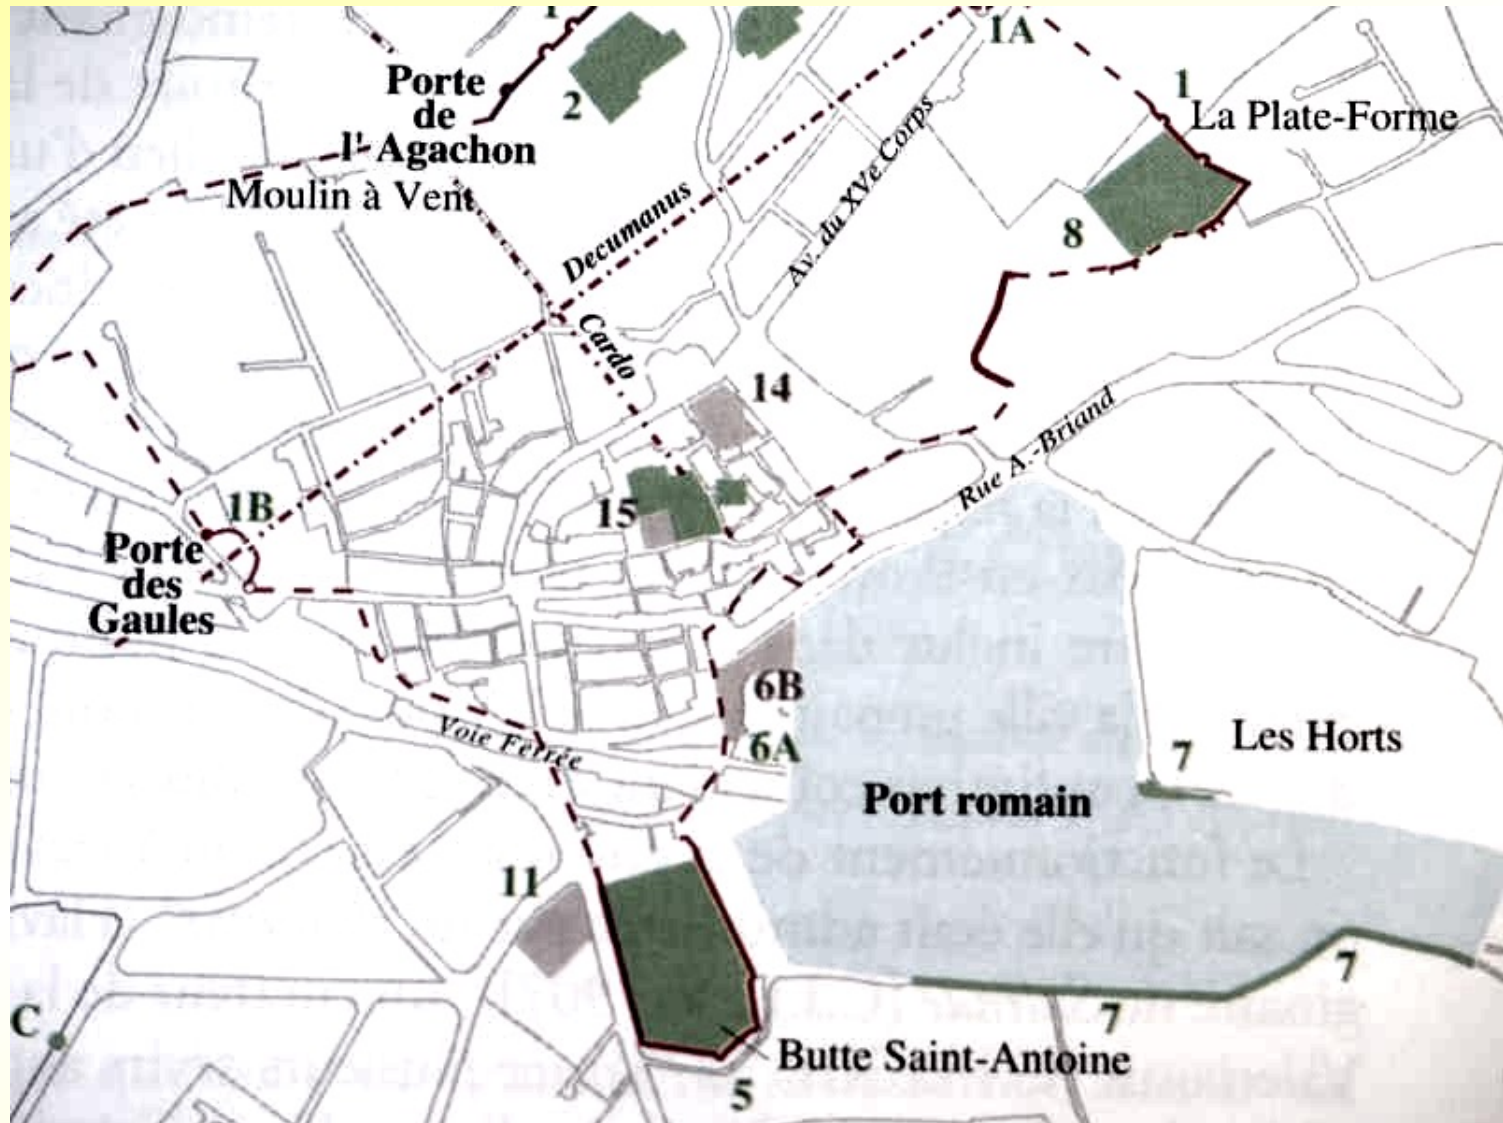 1
1A
Porte
de
l'Agachon
2
1
La Plate-Forme
Moulin à Vent
Decumanus
Av. du XVe Corps
8
Cardo
14
Rue A.-Briand
15
1B
Porte
des
Gaules
6B
6A
Voie Ferrée
Les Horts
7
Port romain
11
7
7
C
Butte Saint-Antoine
5